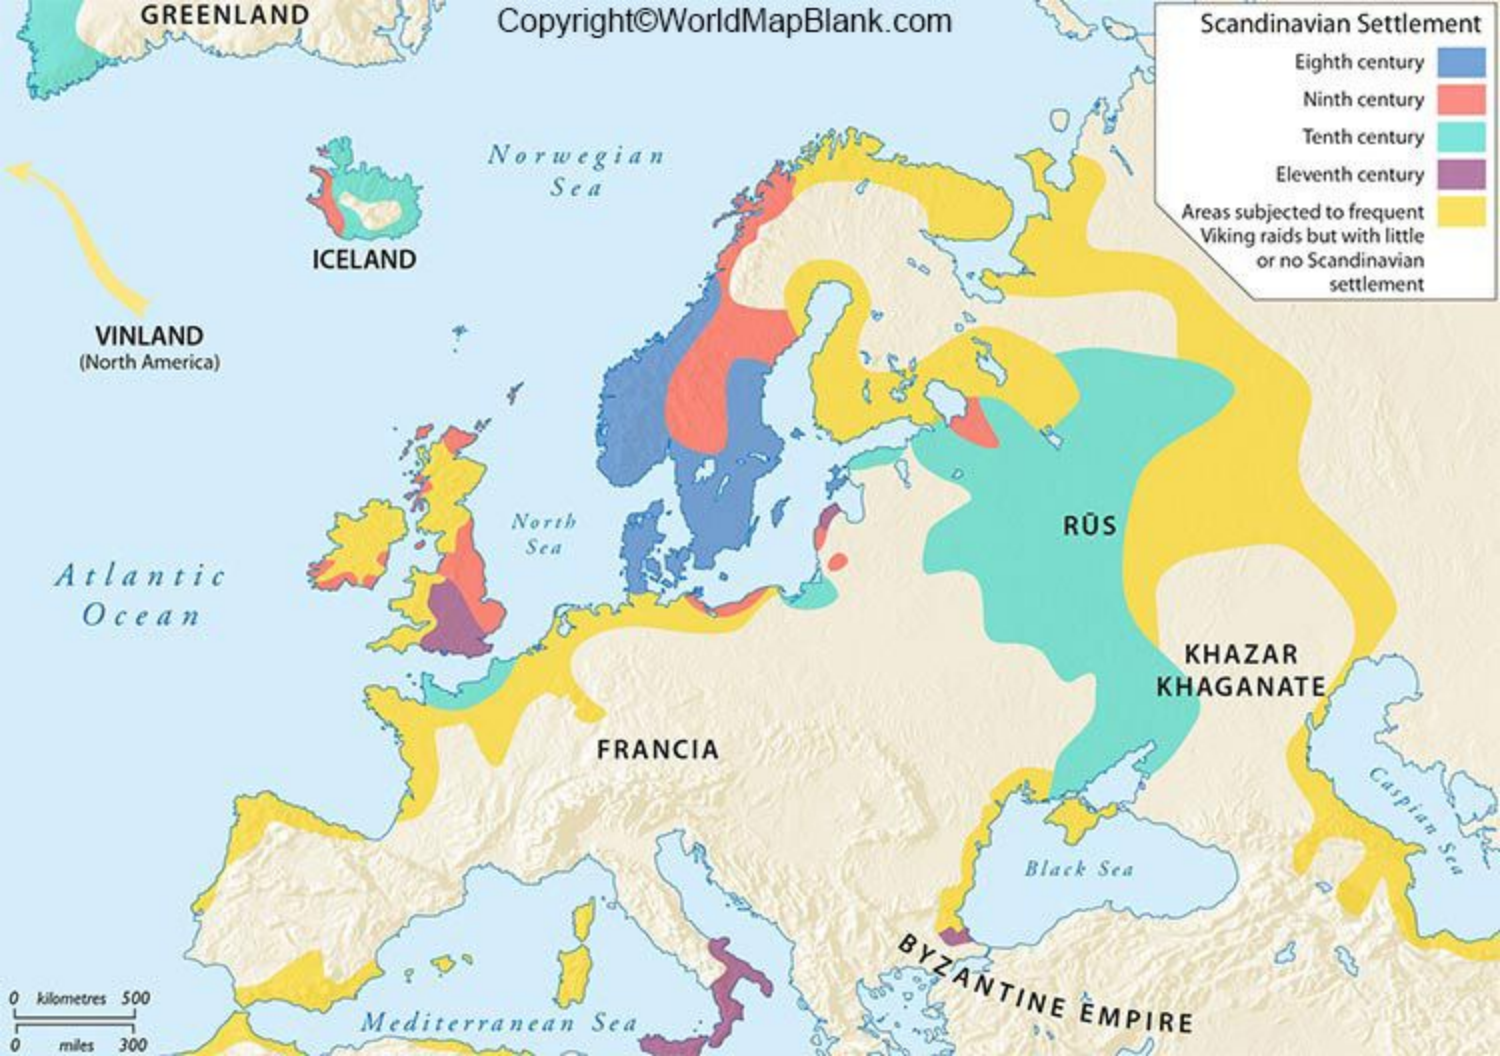 Copyright©WorldMapBlank.com
GREENLAND
Scandinavian Settlement
Eighth century
Ninth century
Tenth century
Eleventh century
Areas subjected to frequent
Viking raids but with little
or no Scandinavian
settlement
Norwegian
Sea
ICELAND
VINLAND
(North America)
North
Sea
Atlantic
Ocean
RŪS
KHAZAR
KHAGANATE
FRANCIA
Caspian Sea
Black Sea
BYZANTINE EMPIRE
Mediterranean Sea
0 kilometres 500
0 miles 300